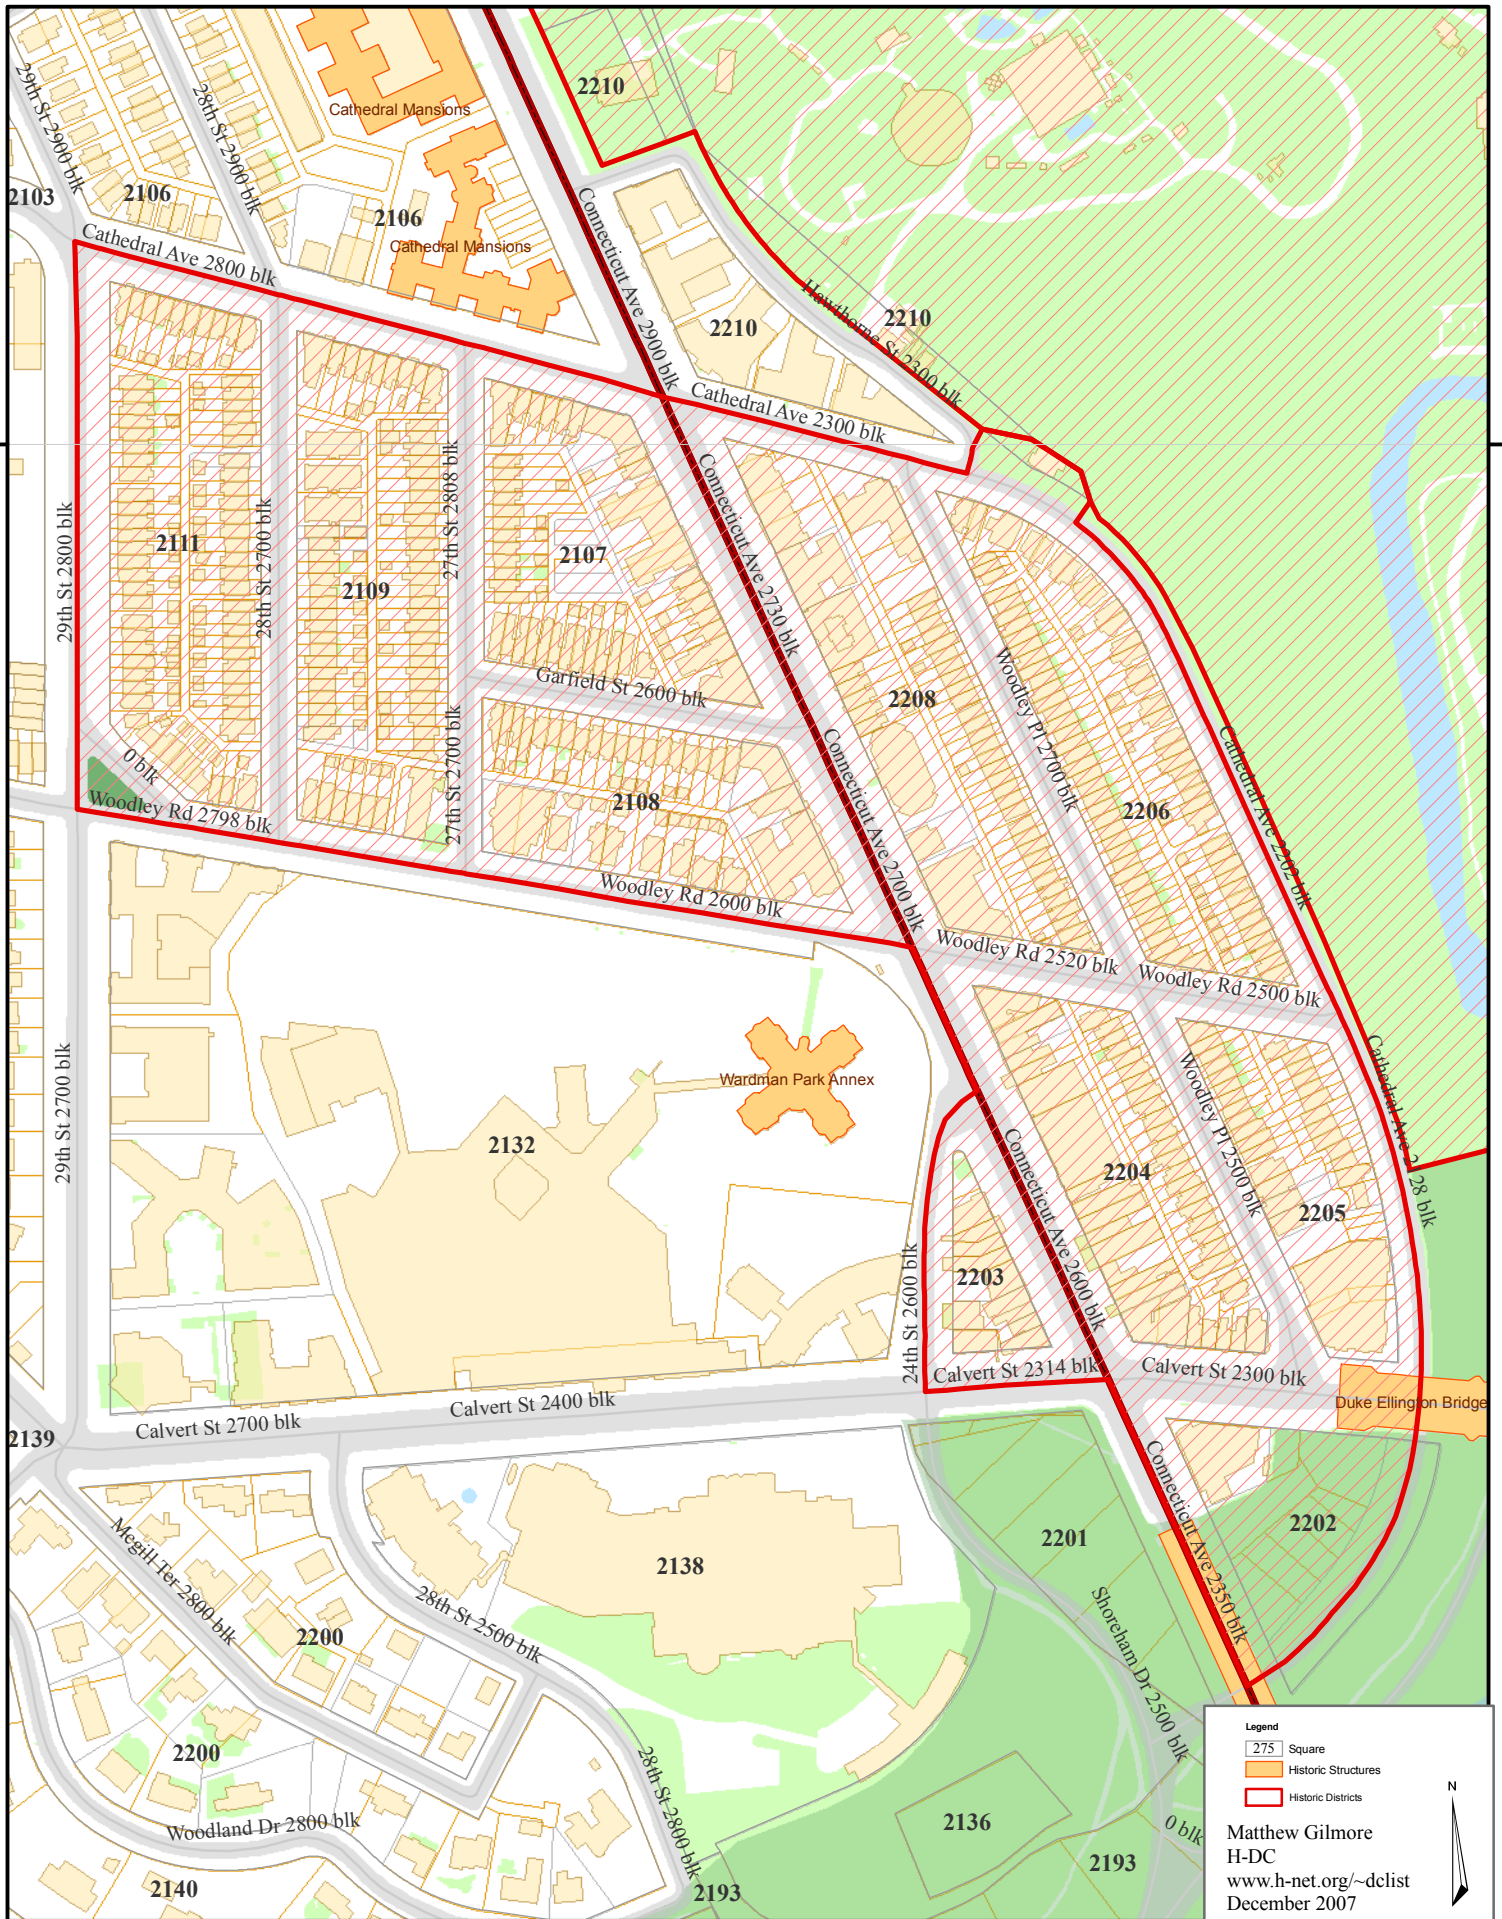 2210
29th St 2900 blk
28th St 2900 blk
Cathedral Mansions
2103
2106
2106
Cathedral Mansions
Connecticut Ave 2900 blk
Cathedral Ave 2800 blk
Hawthorne St 2300 blk
2210
2210
Cathedral Ave 2300 blk
29th St 2800 blk
2111
28th St 2700 blk
2109
27th St 2808 blk
2107
Connecticut Ave 2730 blk
Garfield St 2600 blk
2208
Woodley Pl 2700 blk
2206
Cathedral Ave 2202 blk
0 blk
Woodley Rd 2798 blk
27th St 2700 blk
2108
Connecticut Ave 2700 blk
Woodley Rd 2600 blk
Woodley Rd 2520 blk
Woodley Rd 2500 blk
29th St 2700 blk
Wardman Park Annex
2132
Connecticut Ave 2600 blk
2204
Woodley Pl 2500 blk
2205
Cathedral Ave 2128 blk
24th St 2600 blk
2203
Calvert St 2314 blk
Calvert St 2300 blk
Duke Ellington Bridge
Calvert St 2400 blk
Calvert St 2700 blk
2139
Connecticut Ave 2350 blk
2202
2201
2138
Megill Ter 2800 blk
2200
28th St 2500 blk
Shoreham Dr 2500 blk
2200
28th St 2800 blk
Woodland Dr 2800 blk
2136
0 blk
2193
2193
2140
Legend
275 Square
Historic Structures
Historic Districts
N
Matthew Gilmore
H-DC
www.h-net.org/~dclist
December 2007